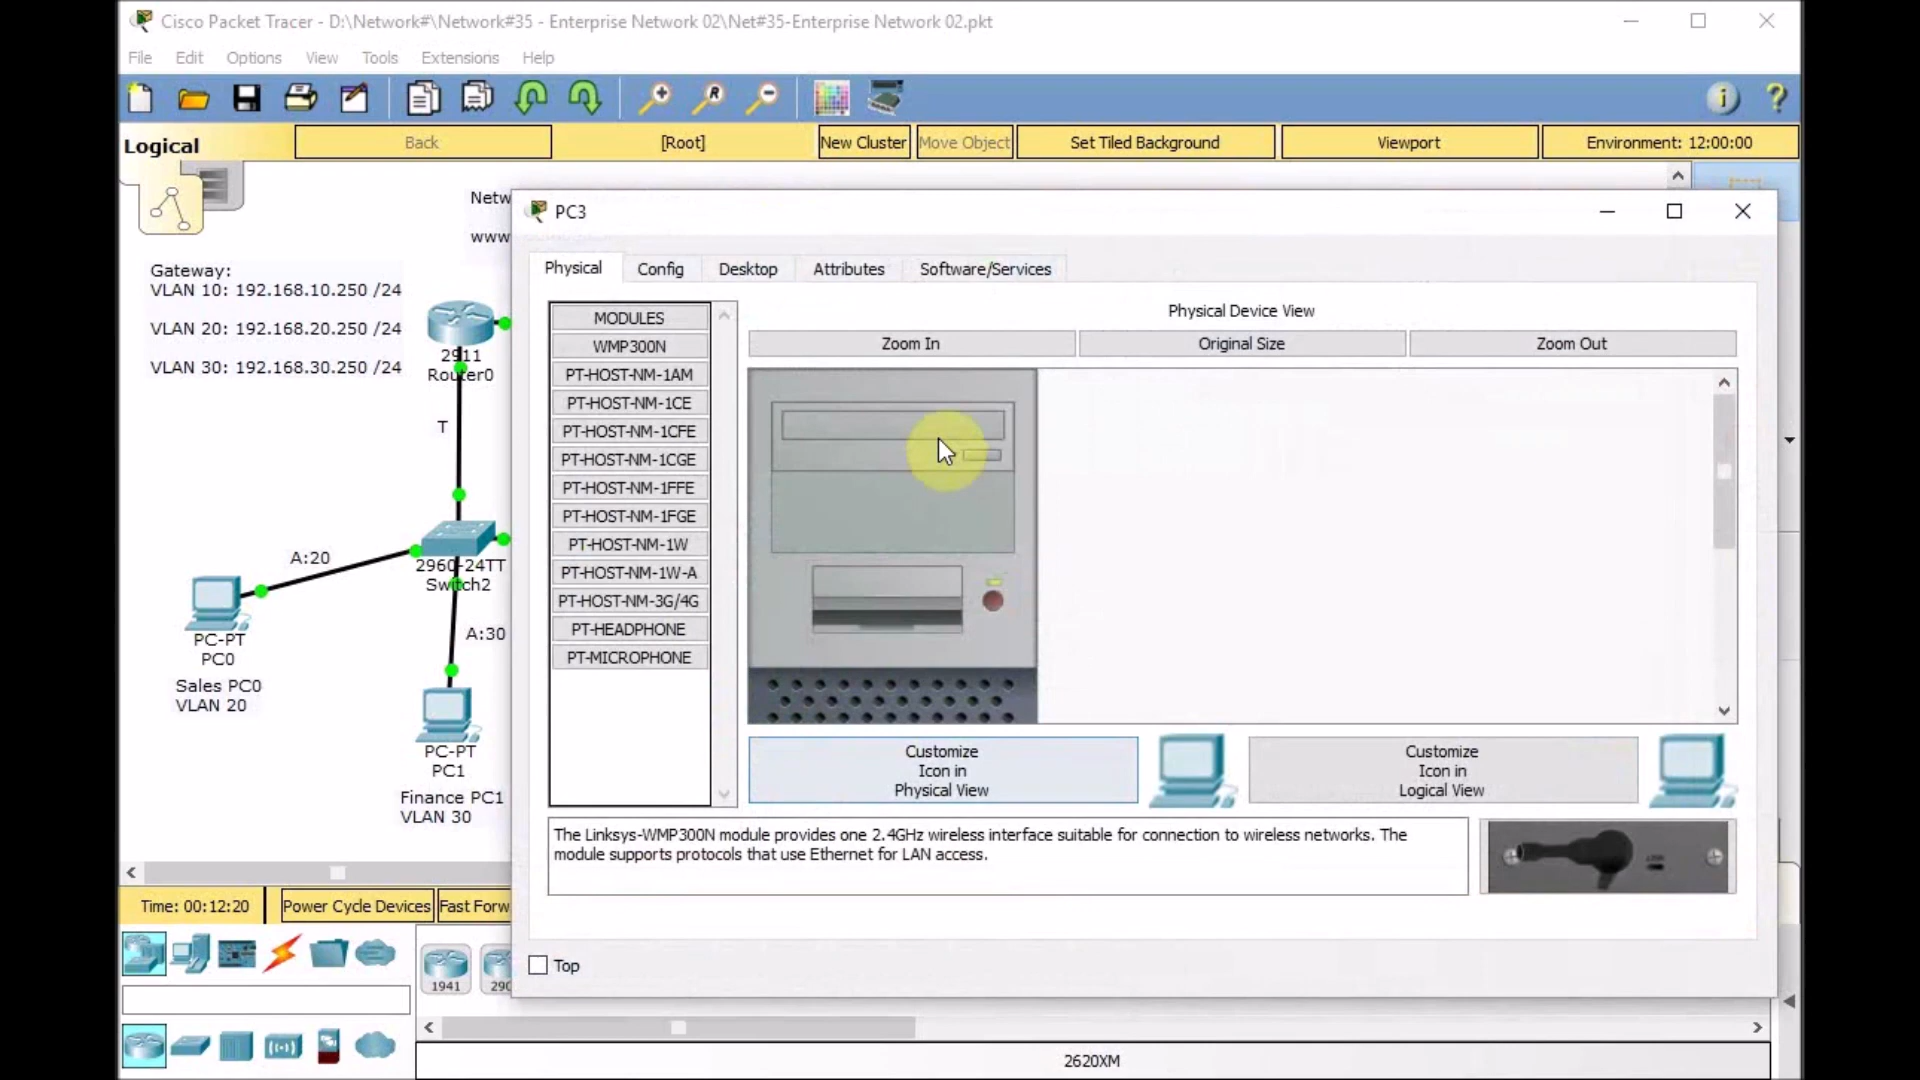 Cisco Packet Tracer - D:\Network#\Network#35 - Enterprise Network 02\Net#35-Enterprise Network 02.pkt
File Edit Options View Tools Extensions Help
Logical
Back
[Root]
New Cluster
Move Object
Set Tiled Background
Viewport
Environment: 12:00:00
Netw
www
Gateway:
VLAN 10: 192.168.10.250 /24
VLAN 20: 192.168.20.250 /24
VLAN 30: 192.168.30.250 /24
2911
Router0
T
A:20
2960-24TT
Switch2
A:30
PC-PT
PC0
Sales PC0
VLAN 20
PC-PT
PC1
Finance PC1
VLAN 30
PC3
Physical
Config
Desktop
Attributes
Software/Services
MODULES
WMP300N
PT-HOST-NM-1AM
PT-HOST-NM-1CE
PT-HOST-NM-1CFE
PT-HOST-NM-1CGE
PT-HOST-NM-1FFE
PT-HOST-NM-1FGE
PT-HOST-NM-1W
PT-HOST-NM-1W-A
PT-HOST-NM-3G/4G
PT-HEADPHONE
PT-MICROPHONE
Physical Device View
Zoom In
Original Size
Zoom Out
Customize
Icon in
Physical View
Customize
Icon in
Logical View
The Linksys-WMP300N module provides one 2.4GHz wireless interface suitable for connection to wireless networks. The
module supports protocols that use Ethernet for LAN access.
Top
Time: 00:12:20
Power Cycle Devices
Fast Forw
1941
290
2620XM